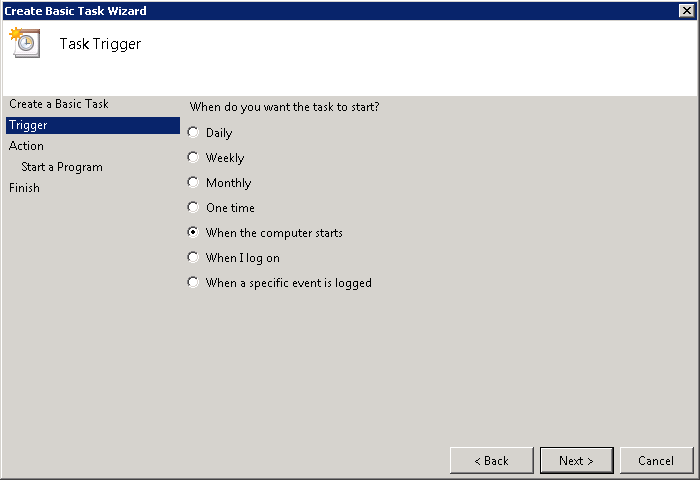 Create Basic Task Wizard
Task Trigger
Create a Basic Task
Trigger
Action
Start a Program
Finish
When do you want the task to start?
Daily
Weekly
Monthly
One time
When the computer starts
When I log on
When a specific event is logged
< Back
Next >
Cancel